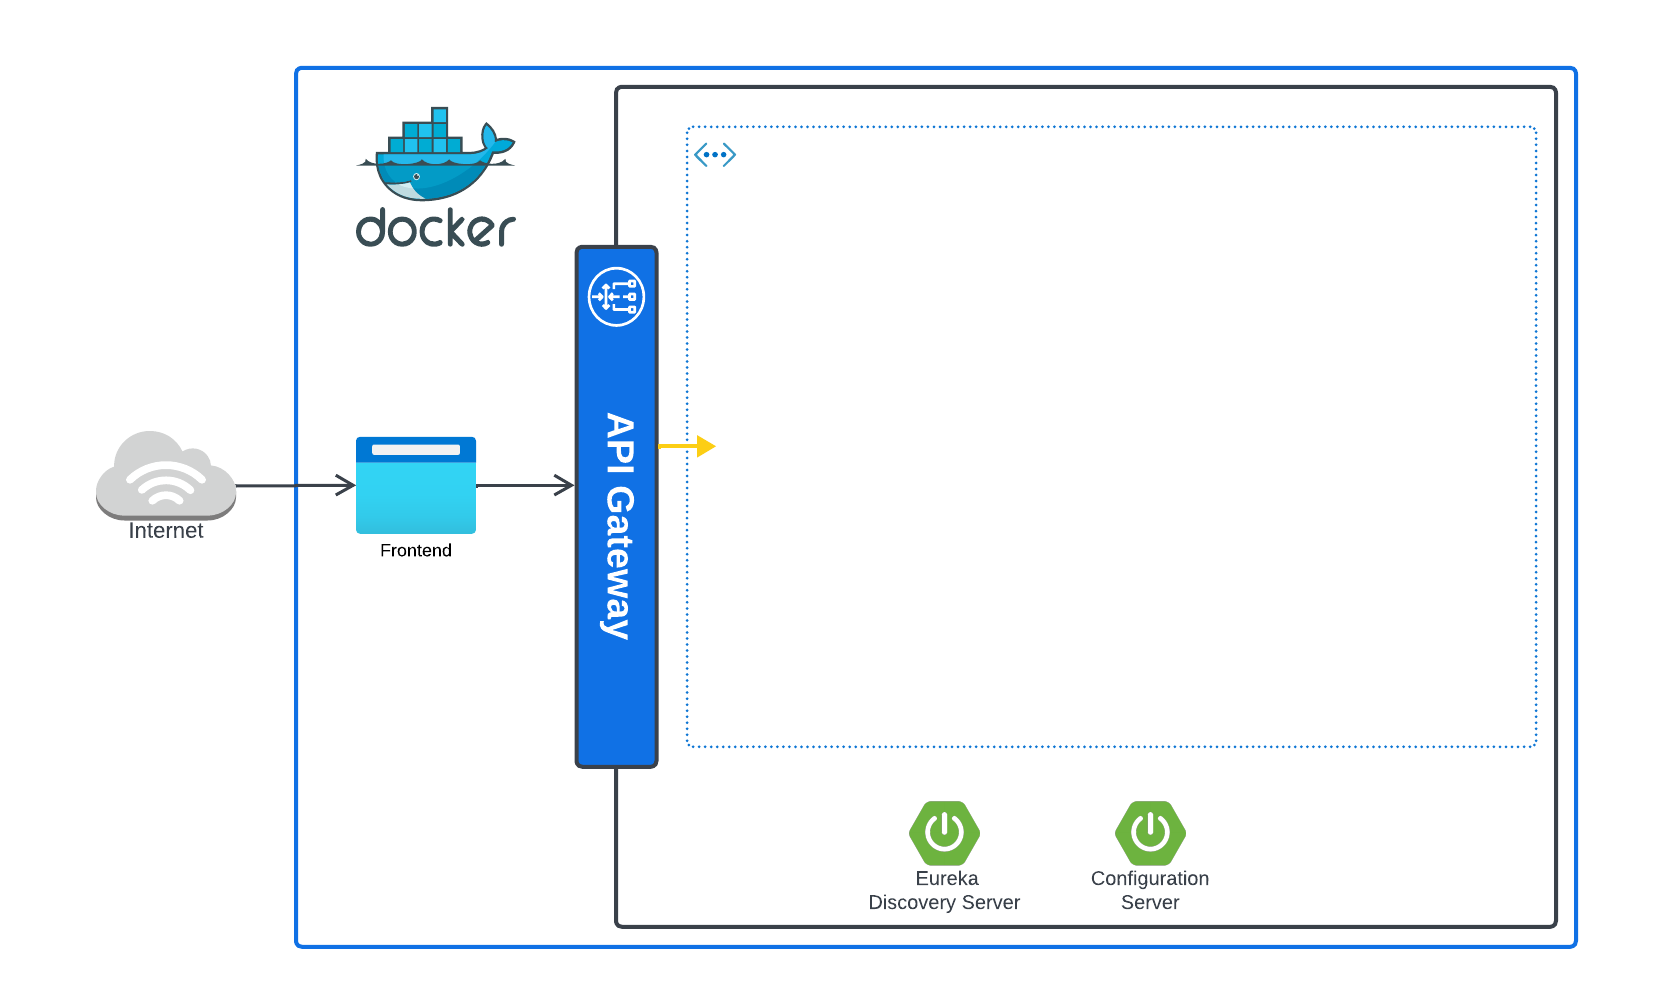 docker
API Gateway
Internet
Frontend
Eureka
Discovery Server
Configuration
Server